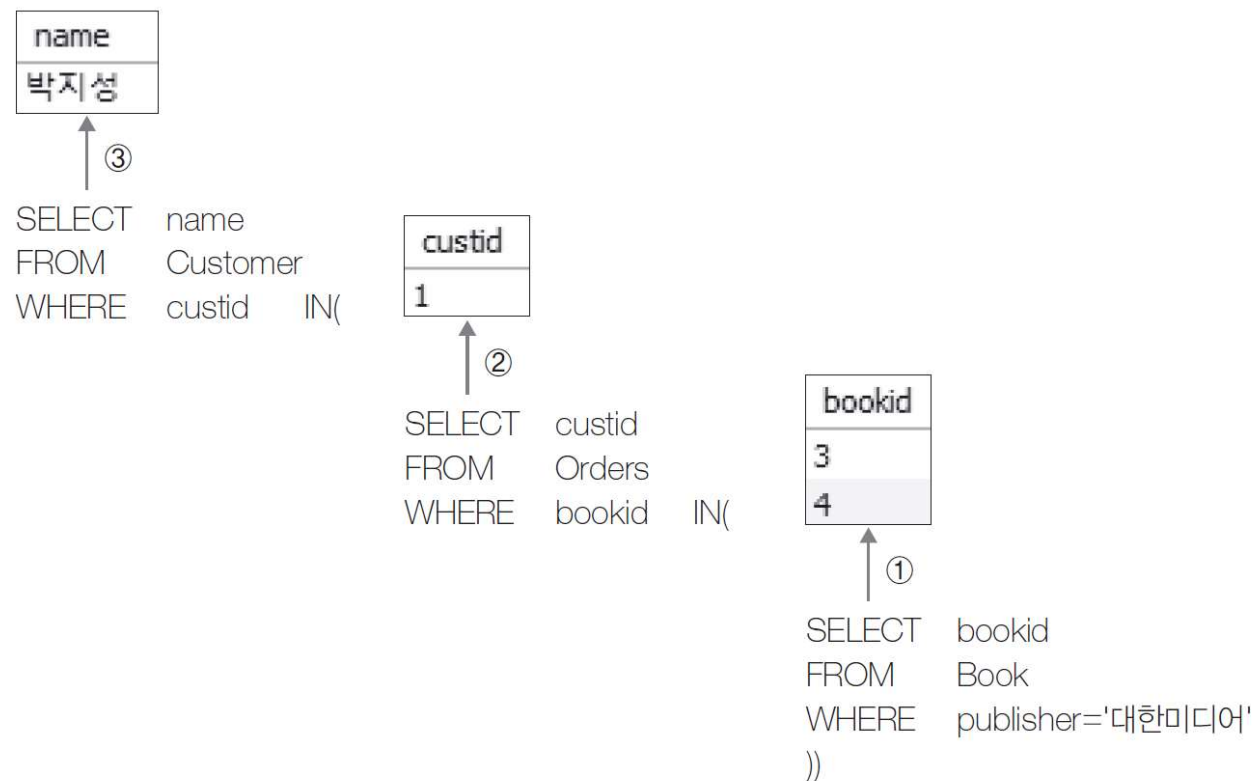 name
박지성
③
SELECT name
FROM Customer
WHERE custid IN(
custid
1
②
SELECT custid
FROM Orders
WHERE bookid IN(
bookid
3
4
①
SELECT bookid
FROM Book
WHERE publisher='대한미디어'
))